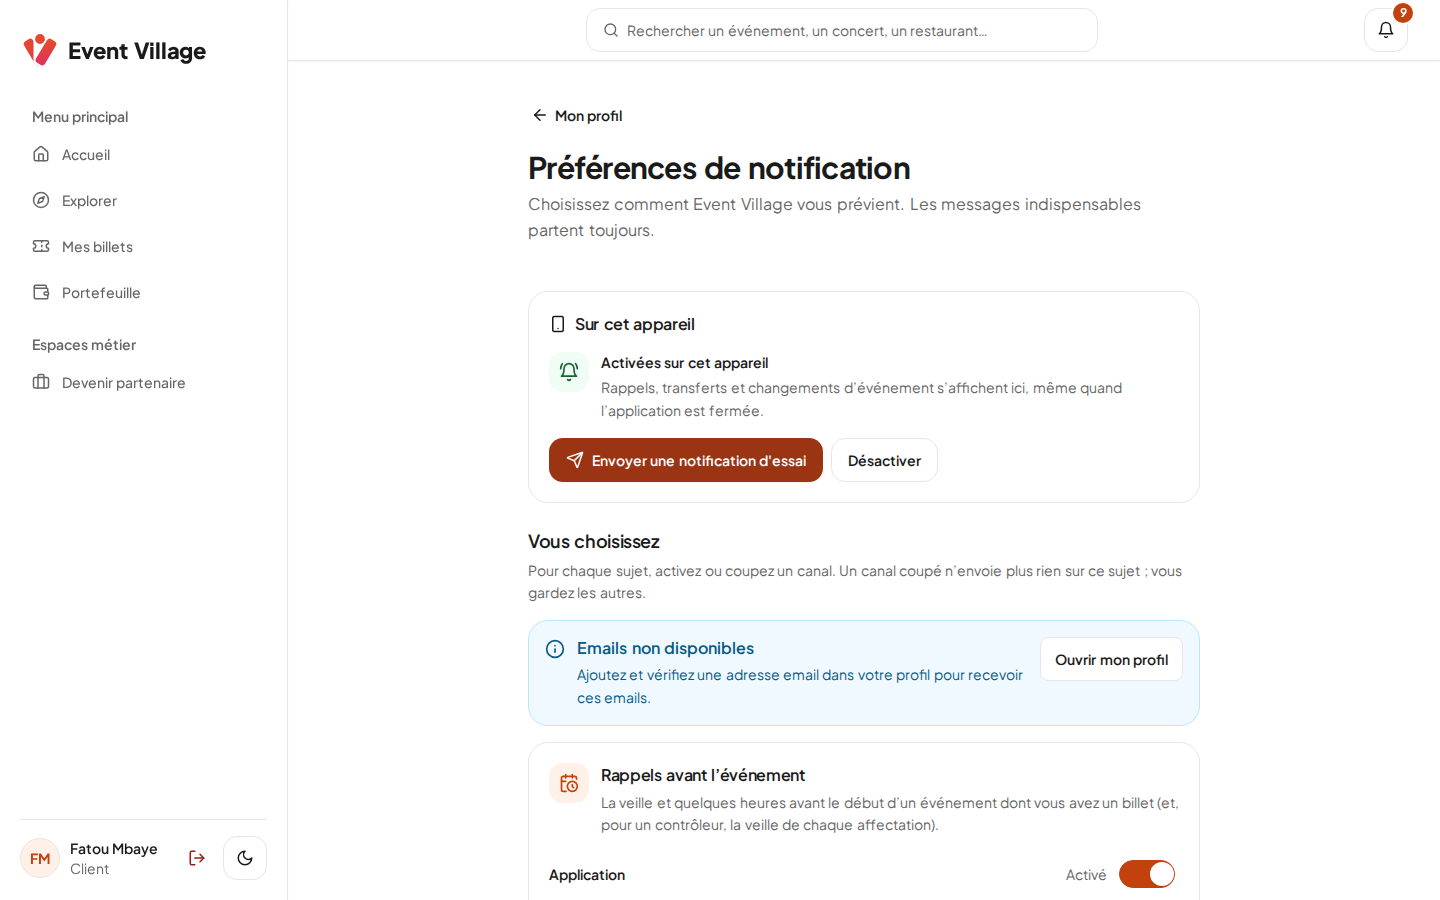 Event Village
Menu principal
Accueil
Explorer
Mes billets
Portefeuille
Espaces métier
Devenir partenaire
FM
Fatou Mbaye
Client
Rechercher un événement, un concert, un restaurant...
9
Mon profil
Préférences de notification
Choisissez comment Event Village vous prévient. Les messages indispensables
partent toujours.
Sur cet appareil
Activées sur cet appareil
Rappels, transferts et changements d’événement s’affichent ici, même quand
l’application est fermée.
Envoyer une notification d'essai
Désactiver
Vous choisissez
Pour chaque sujet, activez ou coupez un canal. Un canal coupé n’envoie plus rien sur ce sujet ; vous
gardez les autres.
Emails non disponibles
Ajoutez et vérifiez une adresse email dans votre profil pour recevoir
ces emails.
Ouvrir mon profil
Rappels avant l’événement
La veille et quelques heures avant le début d’un événement dont vous avez un billet (et,
pour un contrôleur, la veille de chaque affectation).
Application
Activé